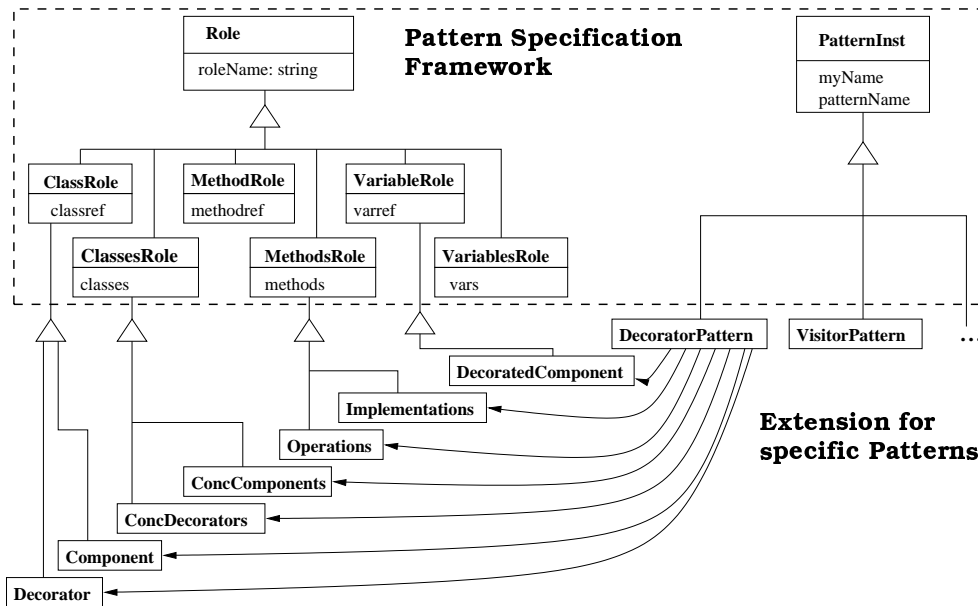 Role
roleName: string
Pattern Specification
Framework
PatternInst
myName
patternName
ClassRole
classref
MethodRole
methodref
VariableRole
varref
ClassesRole
classes
MethodsRole
methods
VariablesRole
vars
DecoratorPattern
VisitorPattern
...
DecoratedComponent
Implementations
Operations
ConcComponents
ConcDecorators
Component
Decorator
Extension for
specific Patterns